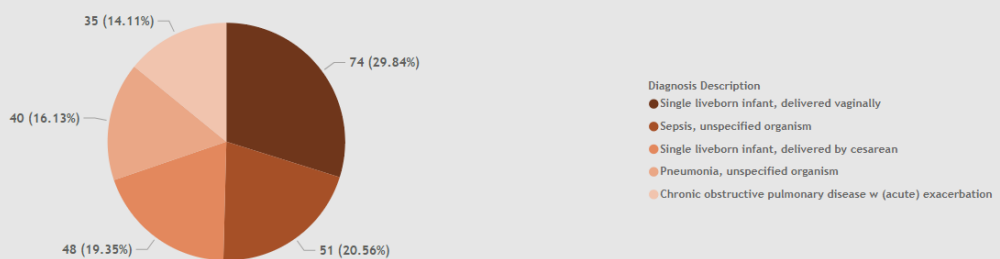 35 (14.11%)
74 (29.84%)
40 (16.13%)
48 (19.35%)
51 (20.56%)
Diagnosis Description
Single liveborn infant, delivered vaginally
Sepsis, unspecified organism
Single liveborn infant, delivered by cesarean
Pneumonia, unspecified organism
Chronic obstructive pulmonary disease w (acute) exacerbation